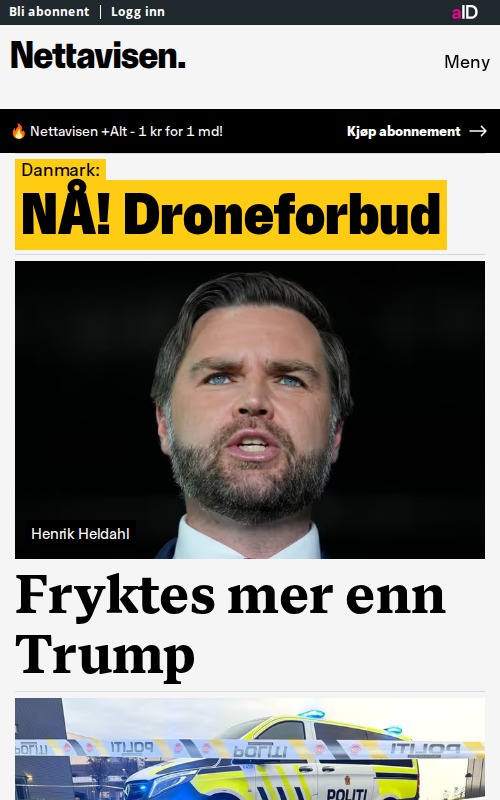 Bli abonnent
Logg inn
aID
Nettavisen.
Meny
🔥 Nettavisen +Alt - 1 kr for 1 md!
Kjøp abonnement →
Danmark:
NÅ! Droneforbud
Henrik Heldahl
Fryktes mer enn
Trump
POLITI
POLITI
POLITI
POLITI
POLITI